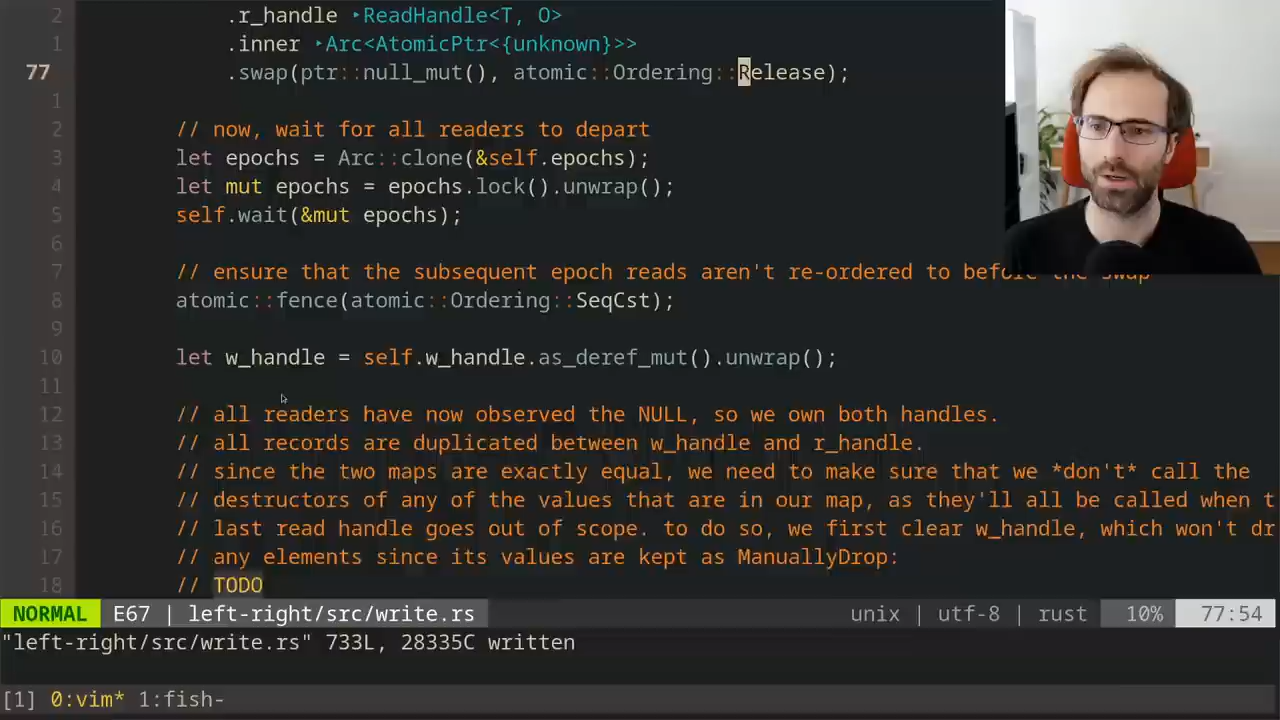 2 .r_handle ‣ReadHandle<T, O>
1 .inner ‣Arc<AtomicPtr<{unknown}>>
77 .swap(ptr::null_mut(), atomic::Ordering::Release);
1
2 // now, wait for all readers to depart
3 let epochs = Arc::clone(&self.epochs);
4 let mut epochs = epochs.lock().unwrap();
5 self.wait(&mut epochs);
6
7 // ensure that the subsequent epoch reads aren't re-ordered to before the swap
8 atomic::fence(atomic::Ordering::SeqCst);
9
10 let w_handle = self.w_handle.as_deref_mut().unwrap();
11
12 // all readers have now observed the NULL, so we own both handles.
13 // all records are duplicated between w_handle and r_handle.
14 // since the two maps are exactly equal, we need to make sure that we *don't* call the
15 // destructors of any of the values that are in our map, as they'll all be called when t
16 // last read handle goes out of scope. to do so, we first clear w_handle, which won't dr
17 // any elements since its values are kept as ManuallyDrop:
18 // TODO
NORMAL E67 | left-right/src/write.rs unix | utf-8 | rust 10% 77:54
"left-right/src/write.rs" 733L, 28335C written
[1] 0:vim* 1:fish-